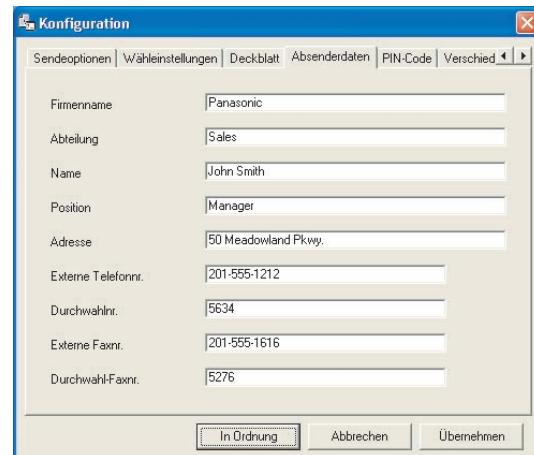 Konfiguration
Sendeoptionen Wähleinstellungen Deckblatt Absenderdaten PIN-Code Verschied
Firmenname Panasonic
Abteilung Sales
Name John Smith
Position Manager
Adresse 50 Meadowland Pkwy.
Externe Telefonnr. 201-555-1212
Durchwahlnr. 5634
Externe Faxnr. 201-555-1616
Durchwahl-Faxnr. 5276
In Ordnung Abbrechen Übernehmen